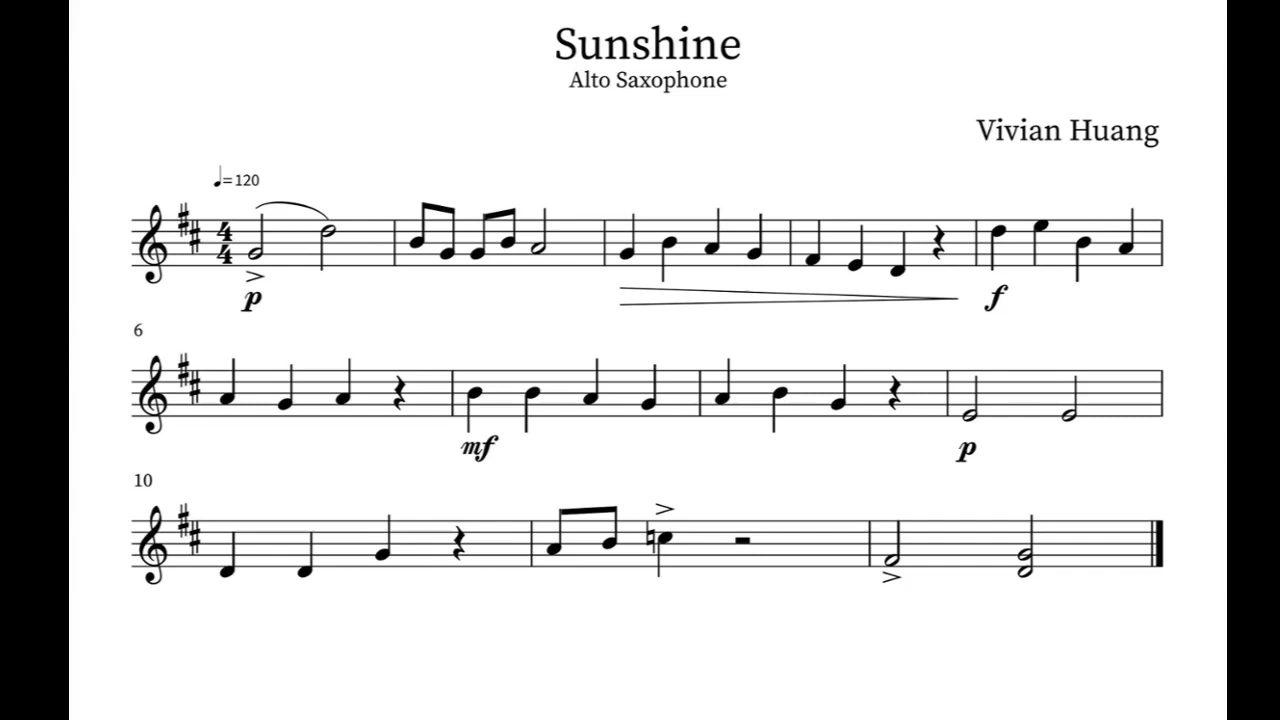 Sunshine
Alto Saxophone
Vivian Huang
♩=120
4
4
p
f
6
mf
p
10